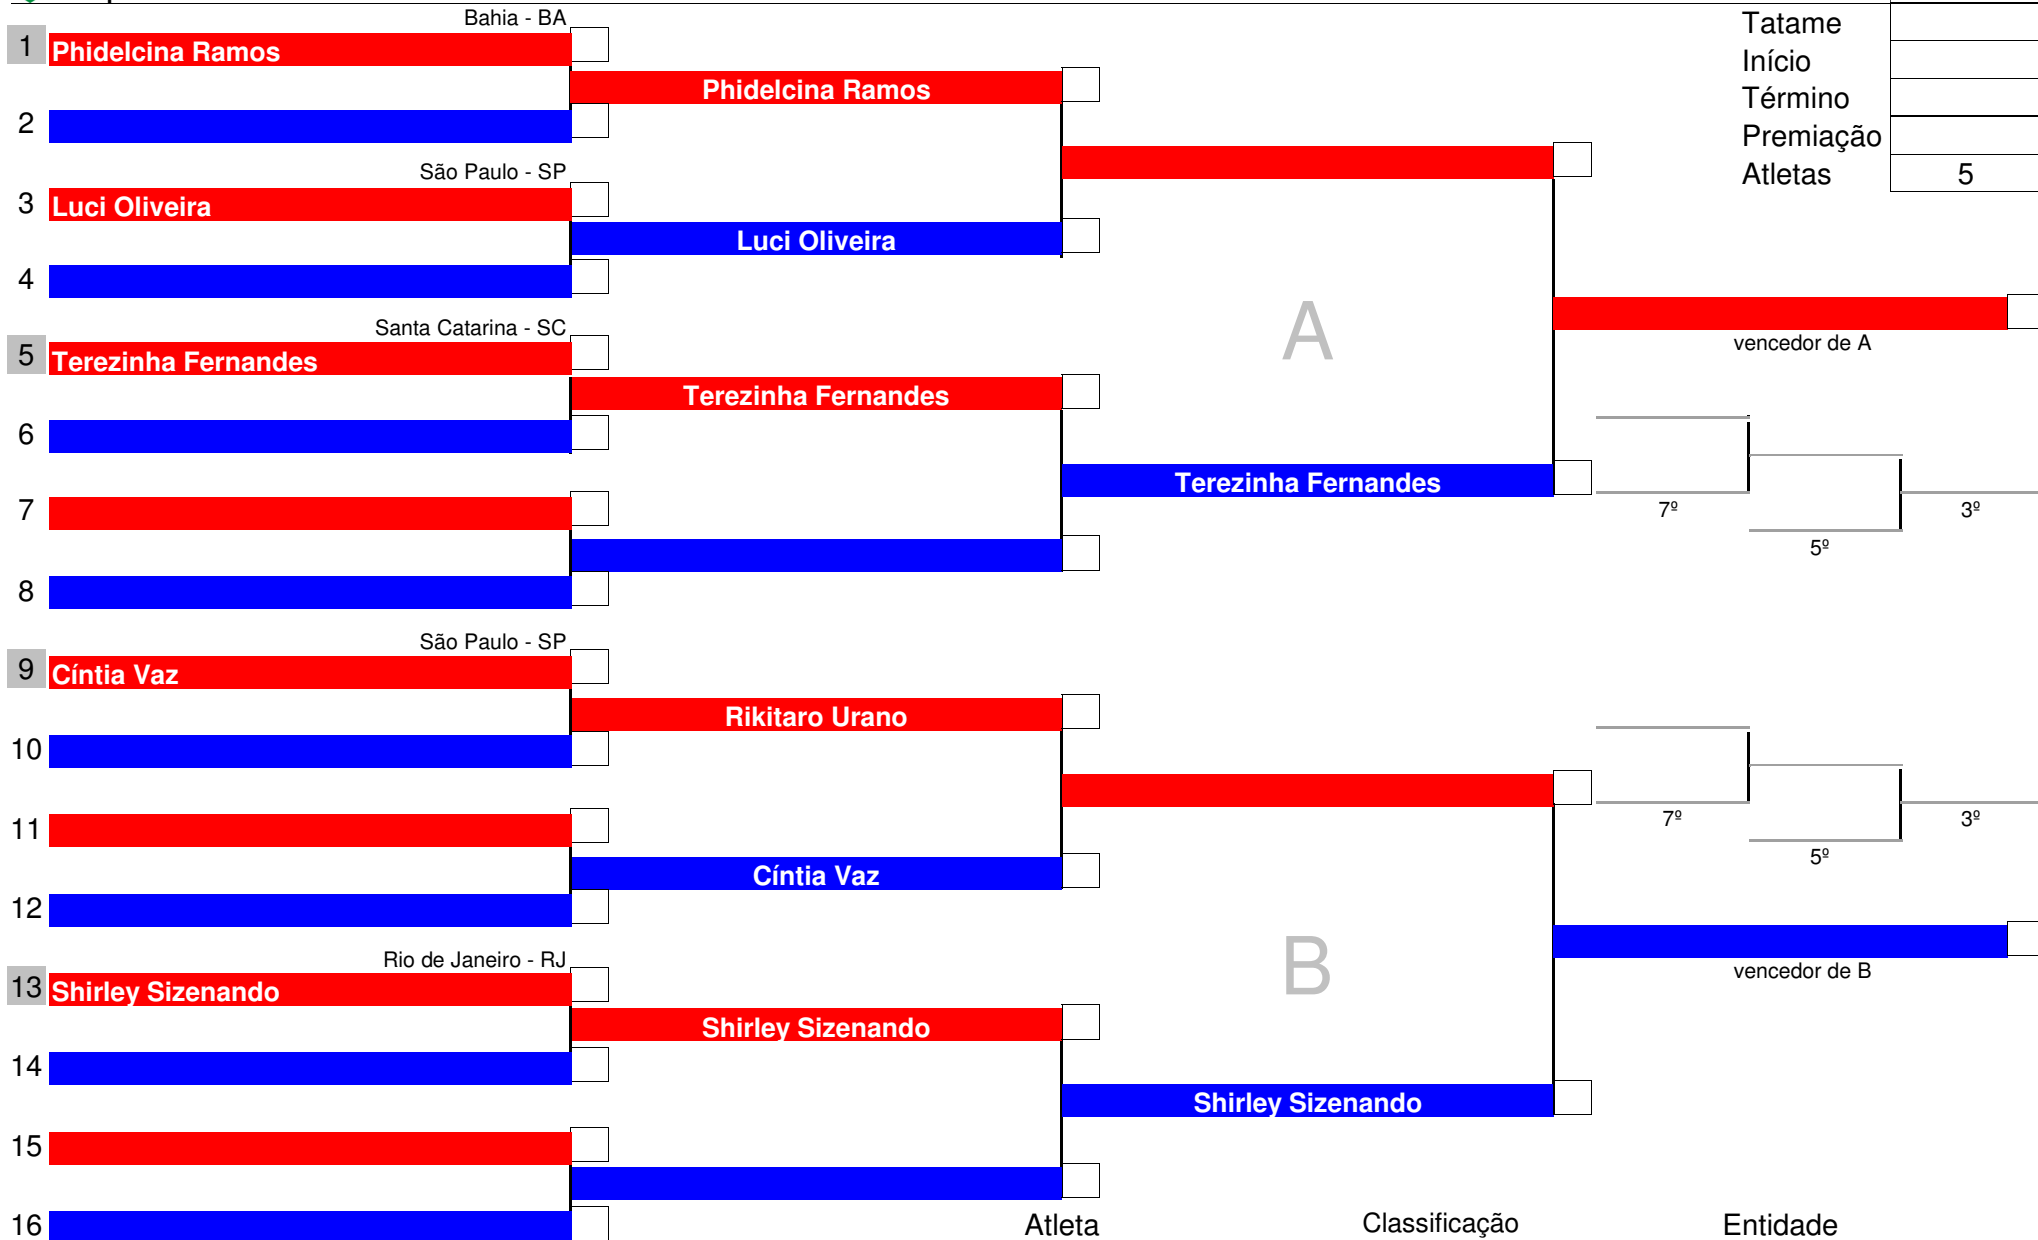 Bahia - BA
Tatame
1 Phidelcina Ramos
Início
Phidelcina Ramos
Término
2
Premiação
São Paulo - SP
Atletas 5
3 Luci Oliveira
Luci Oliveira
4
A
Santa Catarina - SC
vencedor de A
5 Terezinha Fernandes
Terezinha Fernandes
6
Terezinha Fernandes
7
7º 3º
5º
8
São Paulo - SP
9 Cíntia Vaz
Rikitaro Urano
10
7º 3º
11
5º
Cíntia Vaz
12
Rio de Janeiro - RJ
B
vencedor de B
13 Shirley Sizenando
Shirley Sizenando
14
Shirley Sizenando
15
16
Atleta Classificação Entidade